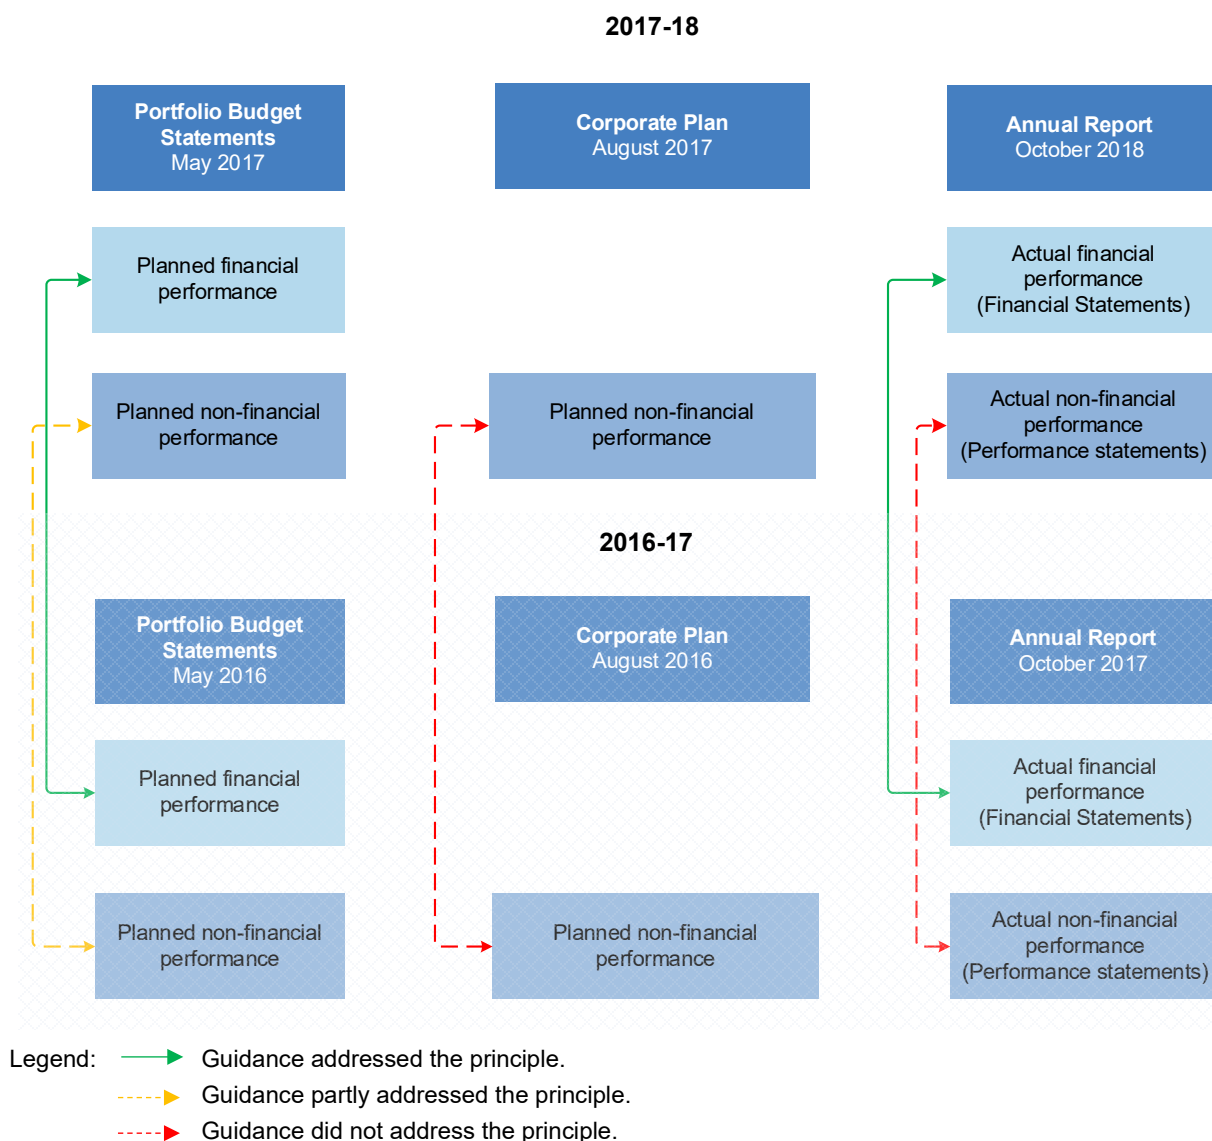 2017-18
Portfolio Budget
Statements
May 2017
Corporate Plan
August 2017
Annual Report
October 2018
Planned financial
performance
Actual financial
performance
(Financial Statements)
Planned non-financial
performance
Planned non-financial
performance
Actual non-financial
performance
(Performance statements)
2016-17
Portfolio Budget
Statements
May 2016
Corporate Plan
August 2016
Annual Report
October 2017
Planned financial
performance
Actual financial
performance
(Financial Statements)
Planned non-financial
performance
Planned non-financial
performance
Actual non-financial
performance
(Performance statements)
Legend:
Guidance addressed the principle.
Guidance partly addressed the principle.
Guidance did not address the principle.